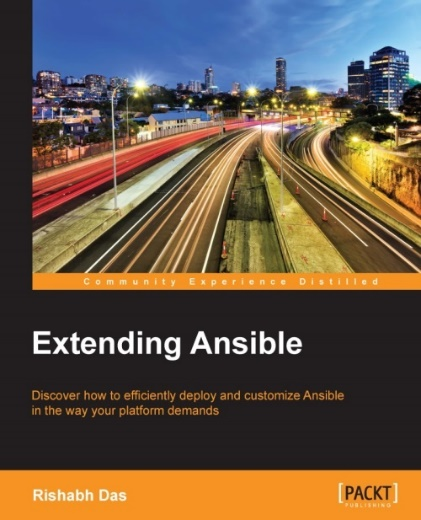 Community Experience Distilled
Extending Ansible
Discover how to efficiently deploy and customize Ansible
in the way your platform demands
Rishabh Das
[PACKT]
PUBLISHING